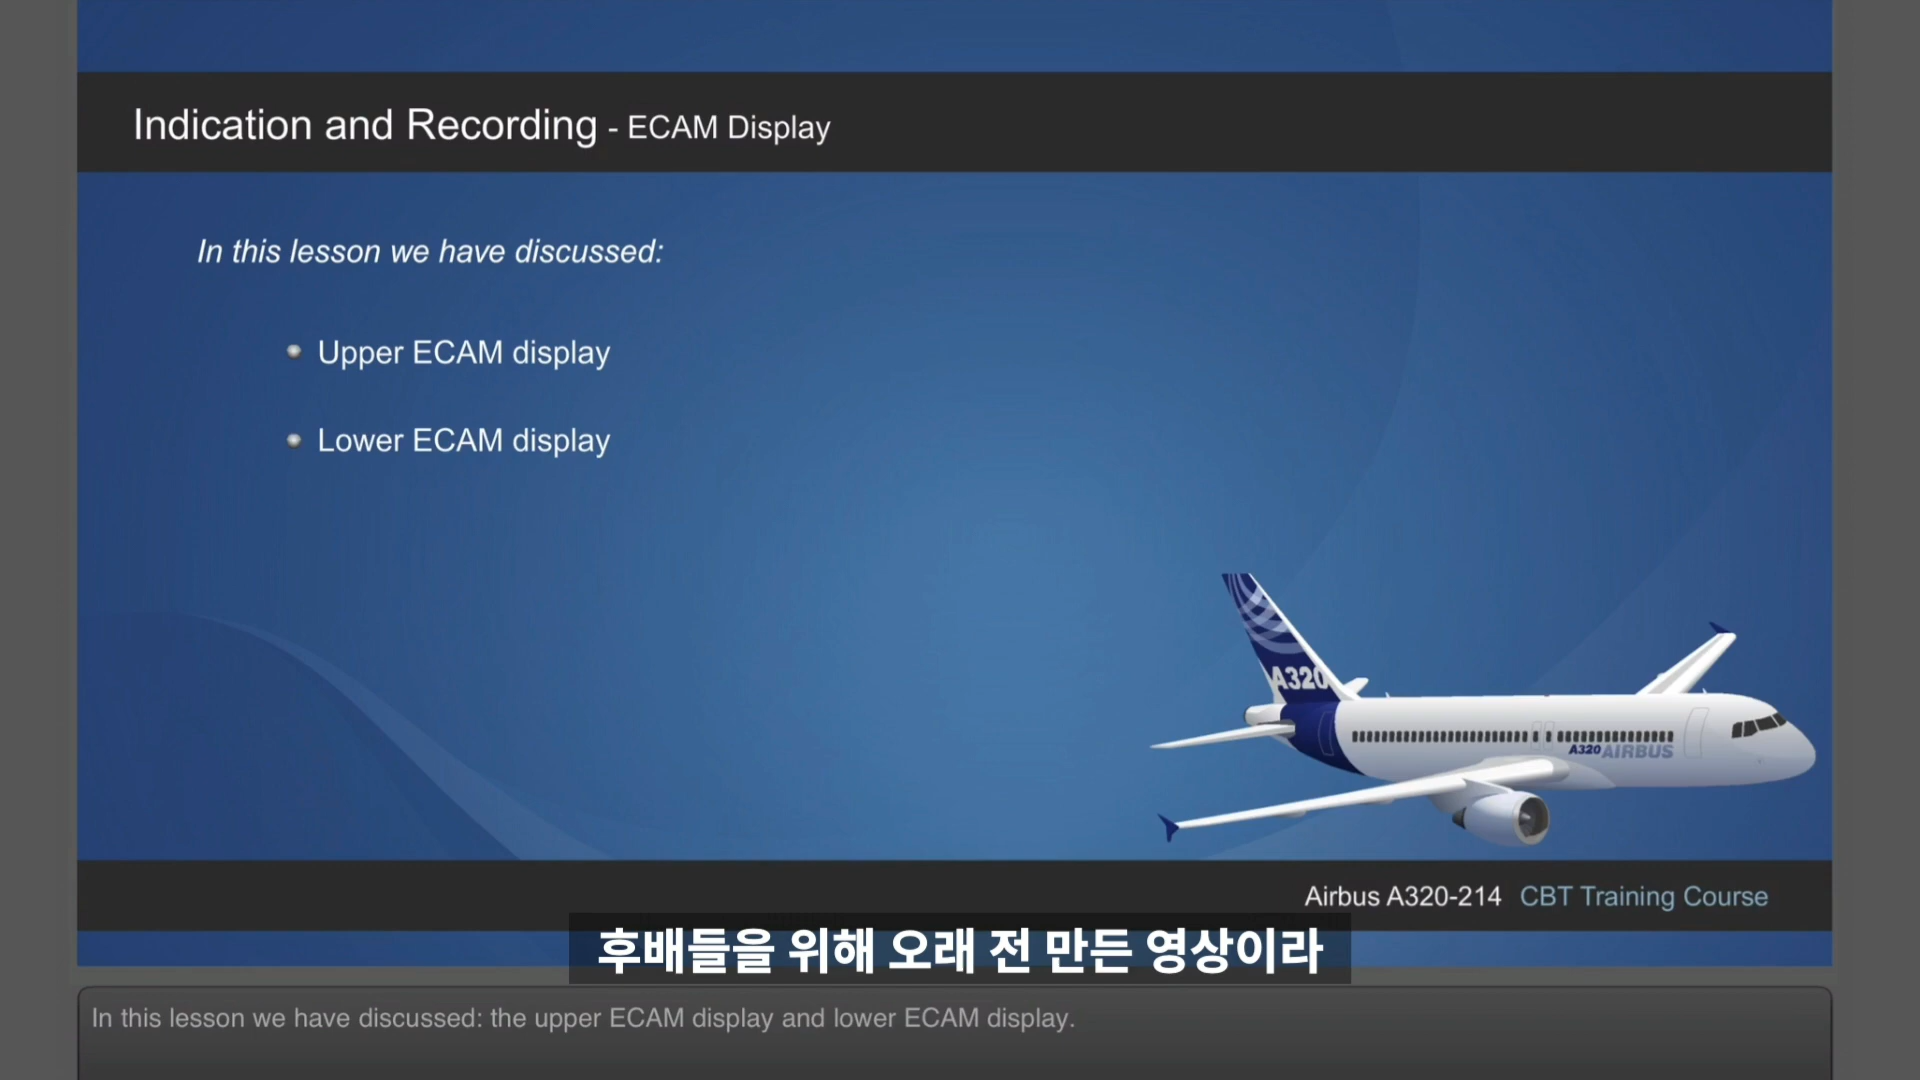 Indication and Recording - ECAM Display
In this lesson we have discussed:
Upper ECAM display
Lower ECAM display
A320
A320 AIRBUS
Airbus A320-214 CBT Training Course
후배들을 위해 오래 전 만든 영상이라
In this lesson we have discussed: the upper ECAM display and lower ECAM display.